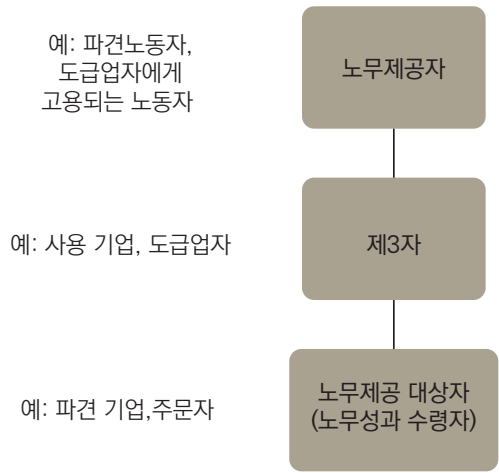 예: 파견노동자,
도급업자에게
고용되는 노동자
노무제공자
예: 사용 기업, 도급업자
제3자
예: 파견 기업,주문자
노무제공 대상자
(노무성과 수령자)